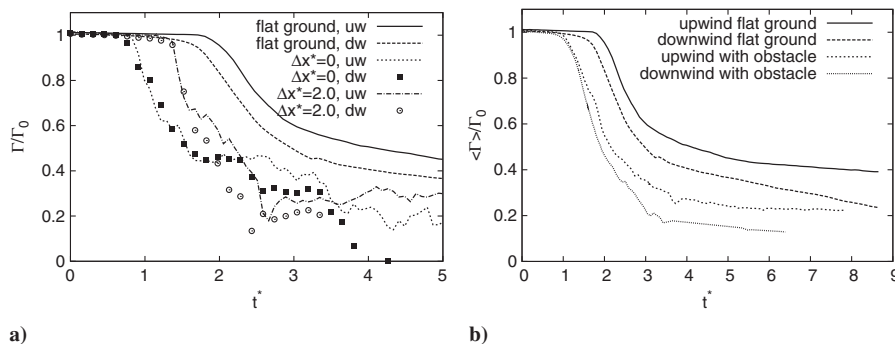 flat ground, uw
flat ground, dw
Δx*=0, uw
Δx*=0, dw
Δx*=2.0, uw
Δx*=2.0, dw
Γ/Γ0
1
0.8
0.6
0.4
0.2
0
0 1 2 3 4 5
t*
a)
upwind flat ground
downwind flat ground
upwind with obstacle
downwind with obstacle
<Γ>/Γ0
1
0.8
0.6
0.4
0.2
0
0 1 2 3 4 5 6 7 8 9
t*
b)